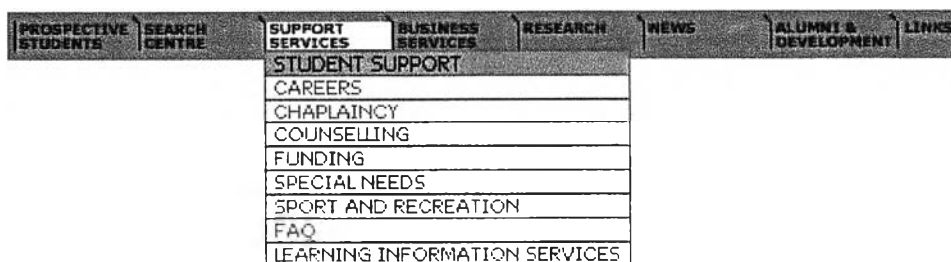 PROSPECTIVE STUDENTS
SEARCH CENTRE
SUPPORT SERVICES
BUSINESS SERVICES
RESEARCH
NEWS
ALUMNI & DEVELOPMENT
LINKS
STUDENT SUPPORT
CAREERS
CHAPLAINCY
COUNSELLING
FUNDING
SPECIAL NEEDS
SPORT AND RECREATION
FAQ
LEARNING INFORMATION SERVICES